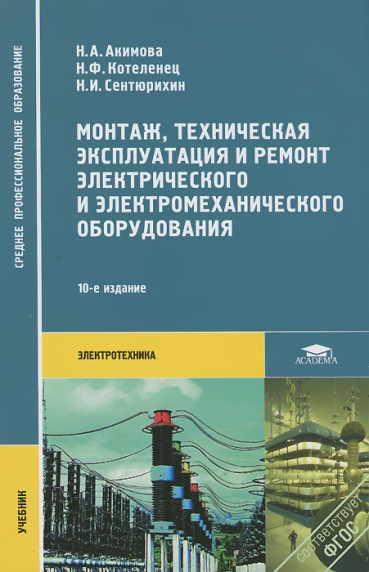 Н.А. Акимова
Н.Ф. Котеленец
Н.И. Сентюрихин
МОНТАЖ, ТЕХНИЧЕСКАЯ
ЭКСПЛУАТАЦИЯ И РЕМОНТ
ЭЛЕКТРИЧЕСКОГО
И ЭЛЕКТРОМЕХАНИЧЕСКОГО
ОБОРУДОВАНИЯ
10-е издание
ЭЛЕКТРОТЕХНИКА
ACADEMA
соответствует
ФГОС
СРЕДНЕЕ ПРОФЕССИОНАЛЬНОЕ ОБРАЗОВАНИЕ
УЧЕБНИК